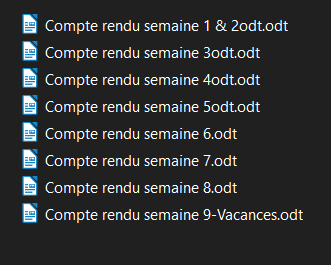 Compte rendu semaine 1 & 2odt.odt
Compte rendu semaine 3odt.odt
Compte rendu semaine 4odt.odt
Compte rendu semaine 5odt.odt
Compte rendu semaine 6.odt
Compte rendu semaine 7.odt
Compte rendu semaine 8.odt
Compte rendu semaine 9-Vacances.odt